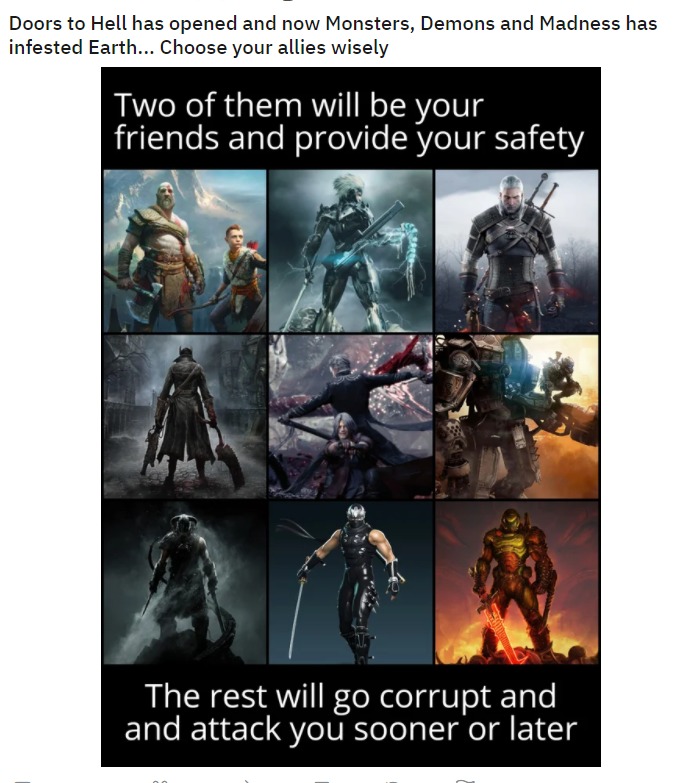 Doors to Hell has opened and now Monsters, Demons and Madness has
infested Earth... Choose your allies wisely
Two of them will be your
friends and provide your safety
The rest will go corrupt and
and attack you sooner or later